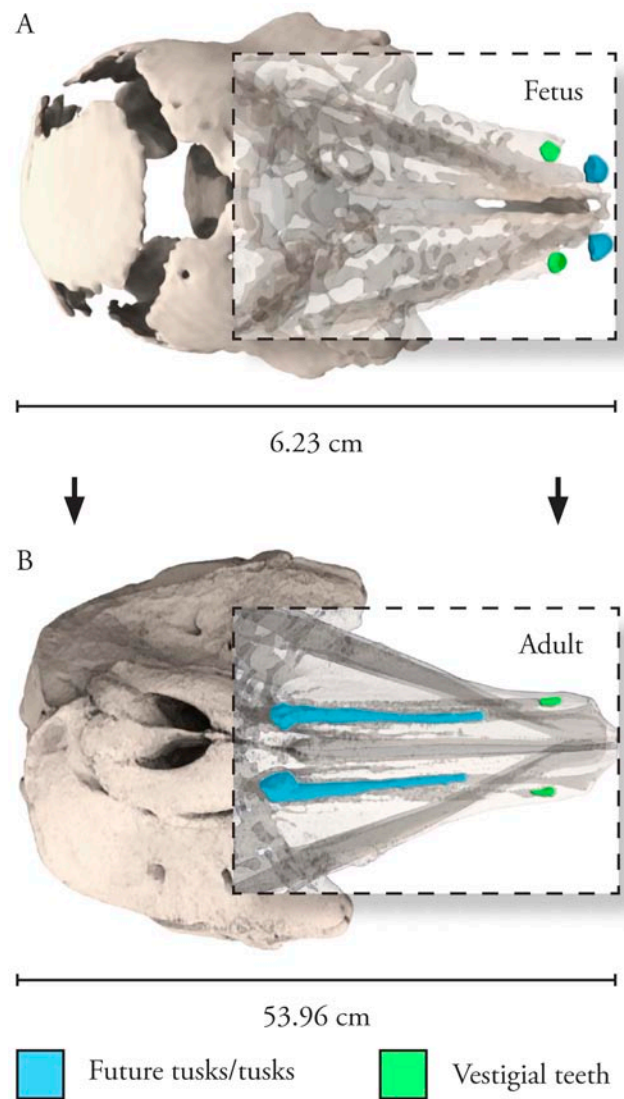 A
Fetus
6.23 cm
B
Adult
53.96 cm
Future tusks/tusks
Vestigial teeth